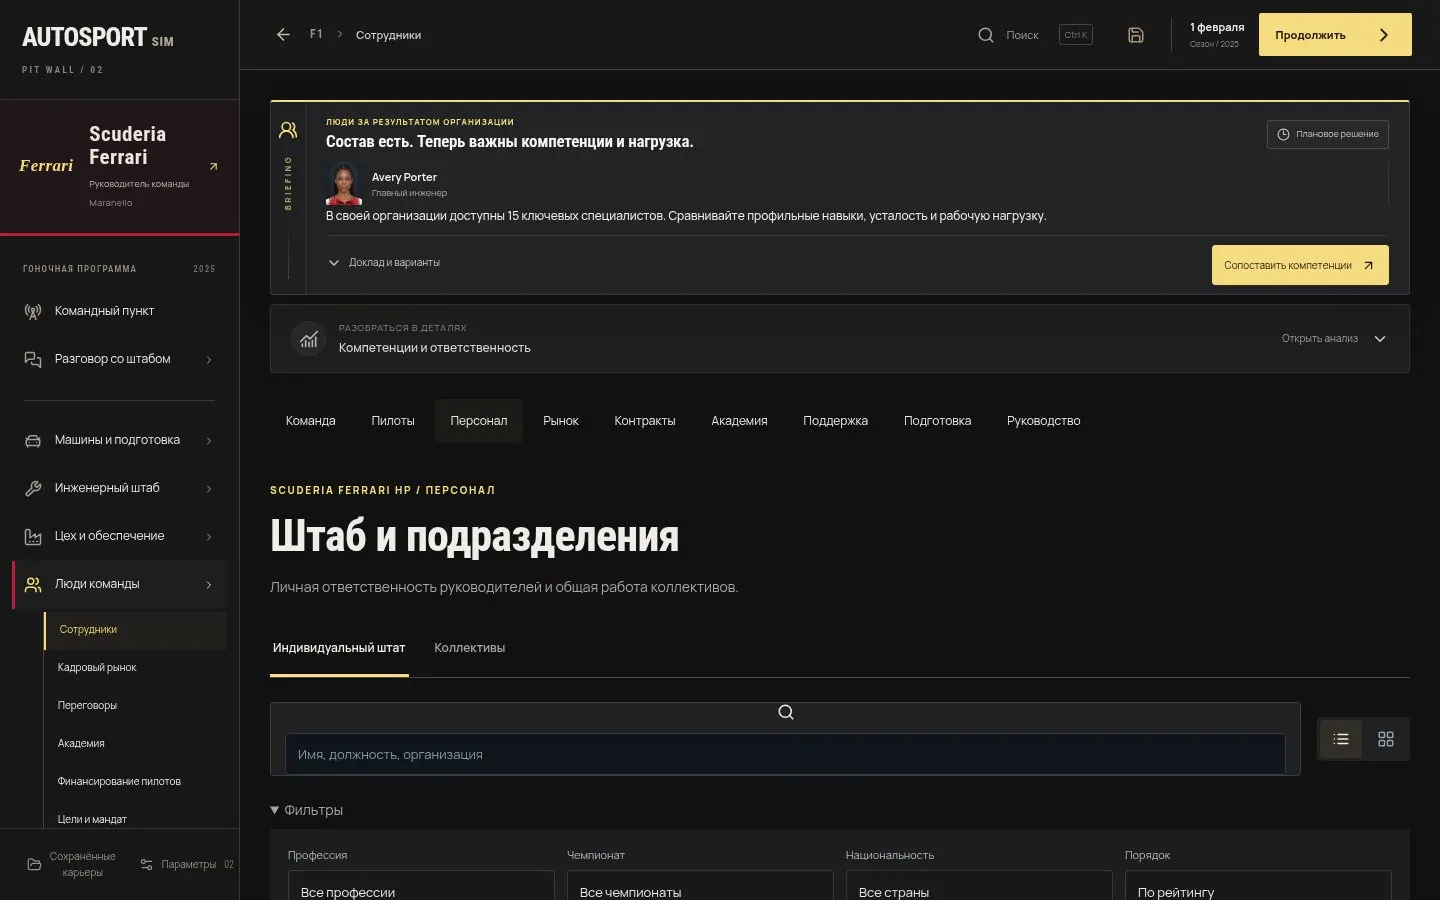 AUTOSPORT SIM
PIT WALL / 02
Ferrari
Scuderia
Ferrari
Руководитель команды
Maranello
ГОНОЧНАЯ ПРОГРАММА 2025
Командный пункт
Разговор со штабом
Машины и подготовка
Инженерный штаб
Цех и обеспечение
Люди команды
Сотрудники
Кадровый рынок
Переговоры
Академия
Финансирование пилотов
Цели и мандат
Сохранённые
карьеры
Параметры 02
F1 Сотрудники
Поиск Ctrl K
1 февраля
Сезон / 2025
Продолжить
BRIEFING
ЛЮДИ ЗА РЕЗУЛЬТАТОМ ОРГАНИЗАЦИИ
Состав есть. Теперь важны компетенции и нагрузка.
Плановое решение
Avery Porter
Главный инженер
В своей организации доступны 15 ключевых специалистов. Сравнивайте профильные навыки, усталость и рабочую нагрузку.
Доклад и варианты
Сопоставить компетенции
РАЗОБРАТЬСЯ В ДЕТАЛЯХ
Компетенции и ответственность
Открыть анализ
Команда Пилоты Персонал Рынок Контракты Академия Поддержка Подготовка Руководство
SCUDERIA FERRARI HP / ПЕРСОНАЛ
Штаб и подразделения
Личная ответственность руководителей и общая работа коллективов.
Индивидуальный штат Коллективы
Имя, должность, организация
Фильтры
Профессия Чемпионат Национальность Порядок
Все профессии Все чемпионаты Все страны По рейтингу